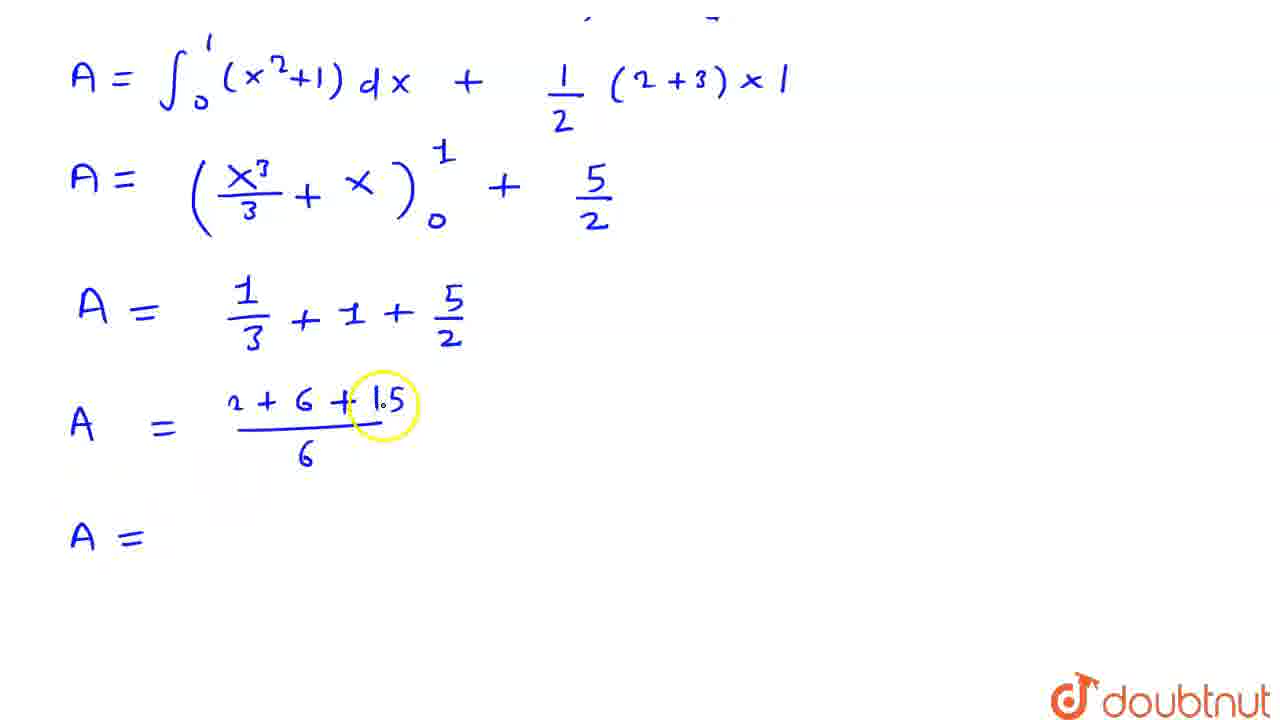 A = ∫₀¹ (x² + 1) dx + 1/2 (2 + 3) × 1
A = (x³/3 + x)₀¹ + 5/2
A = 1/3 + 1 + 5/2
A = (2 + 6 + 15)/6
A =
doubtnut